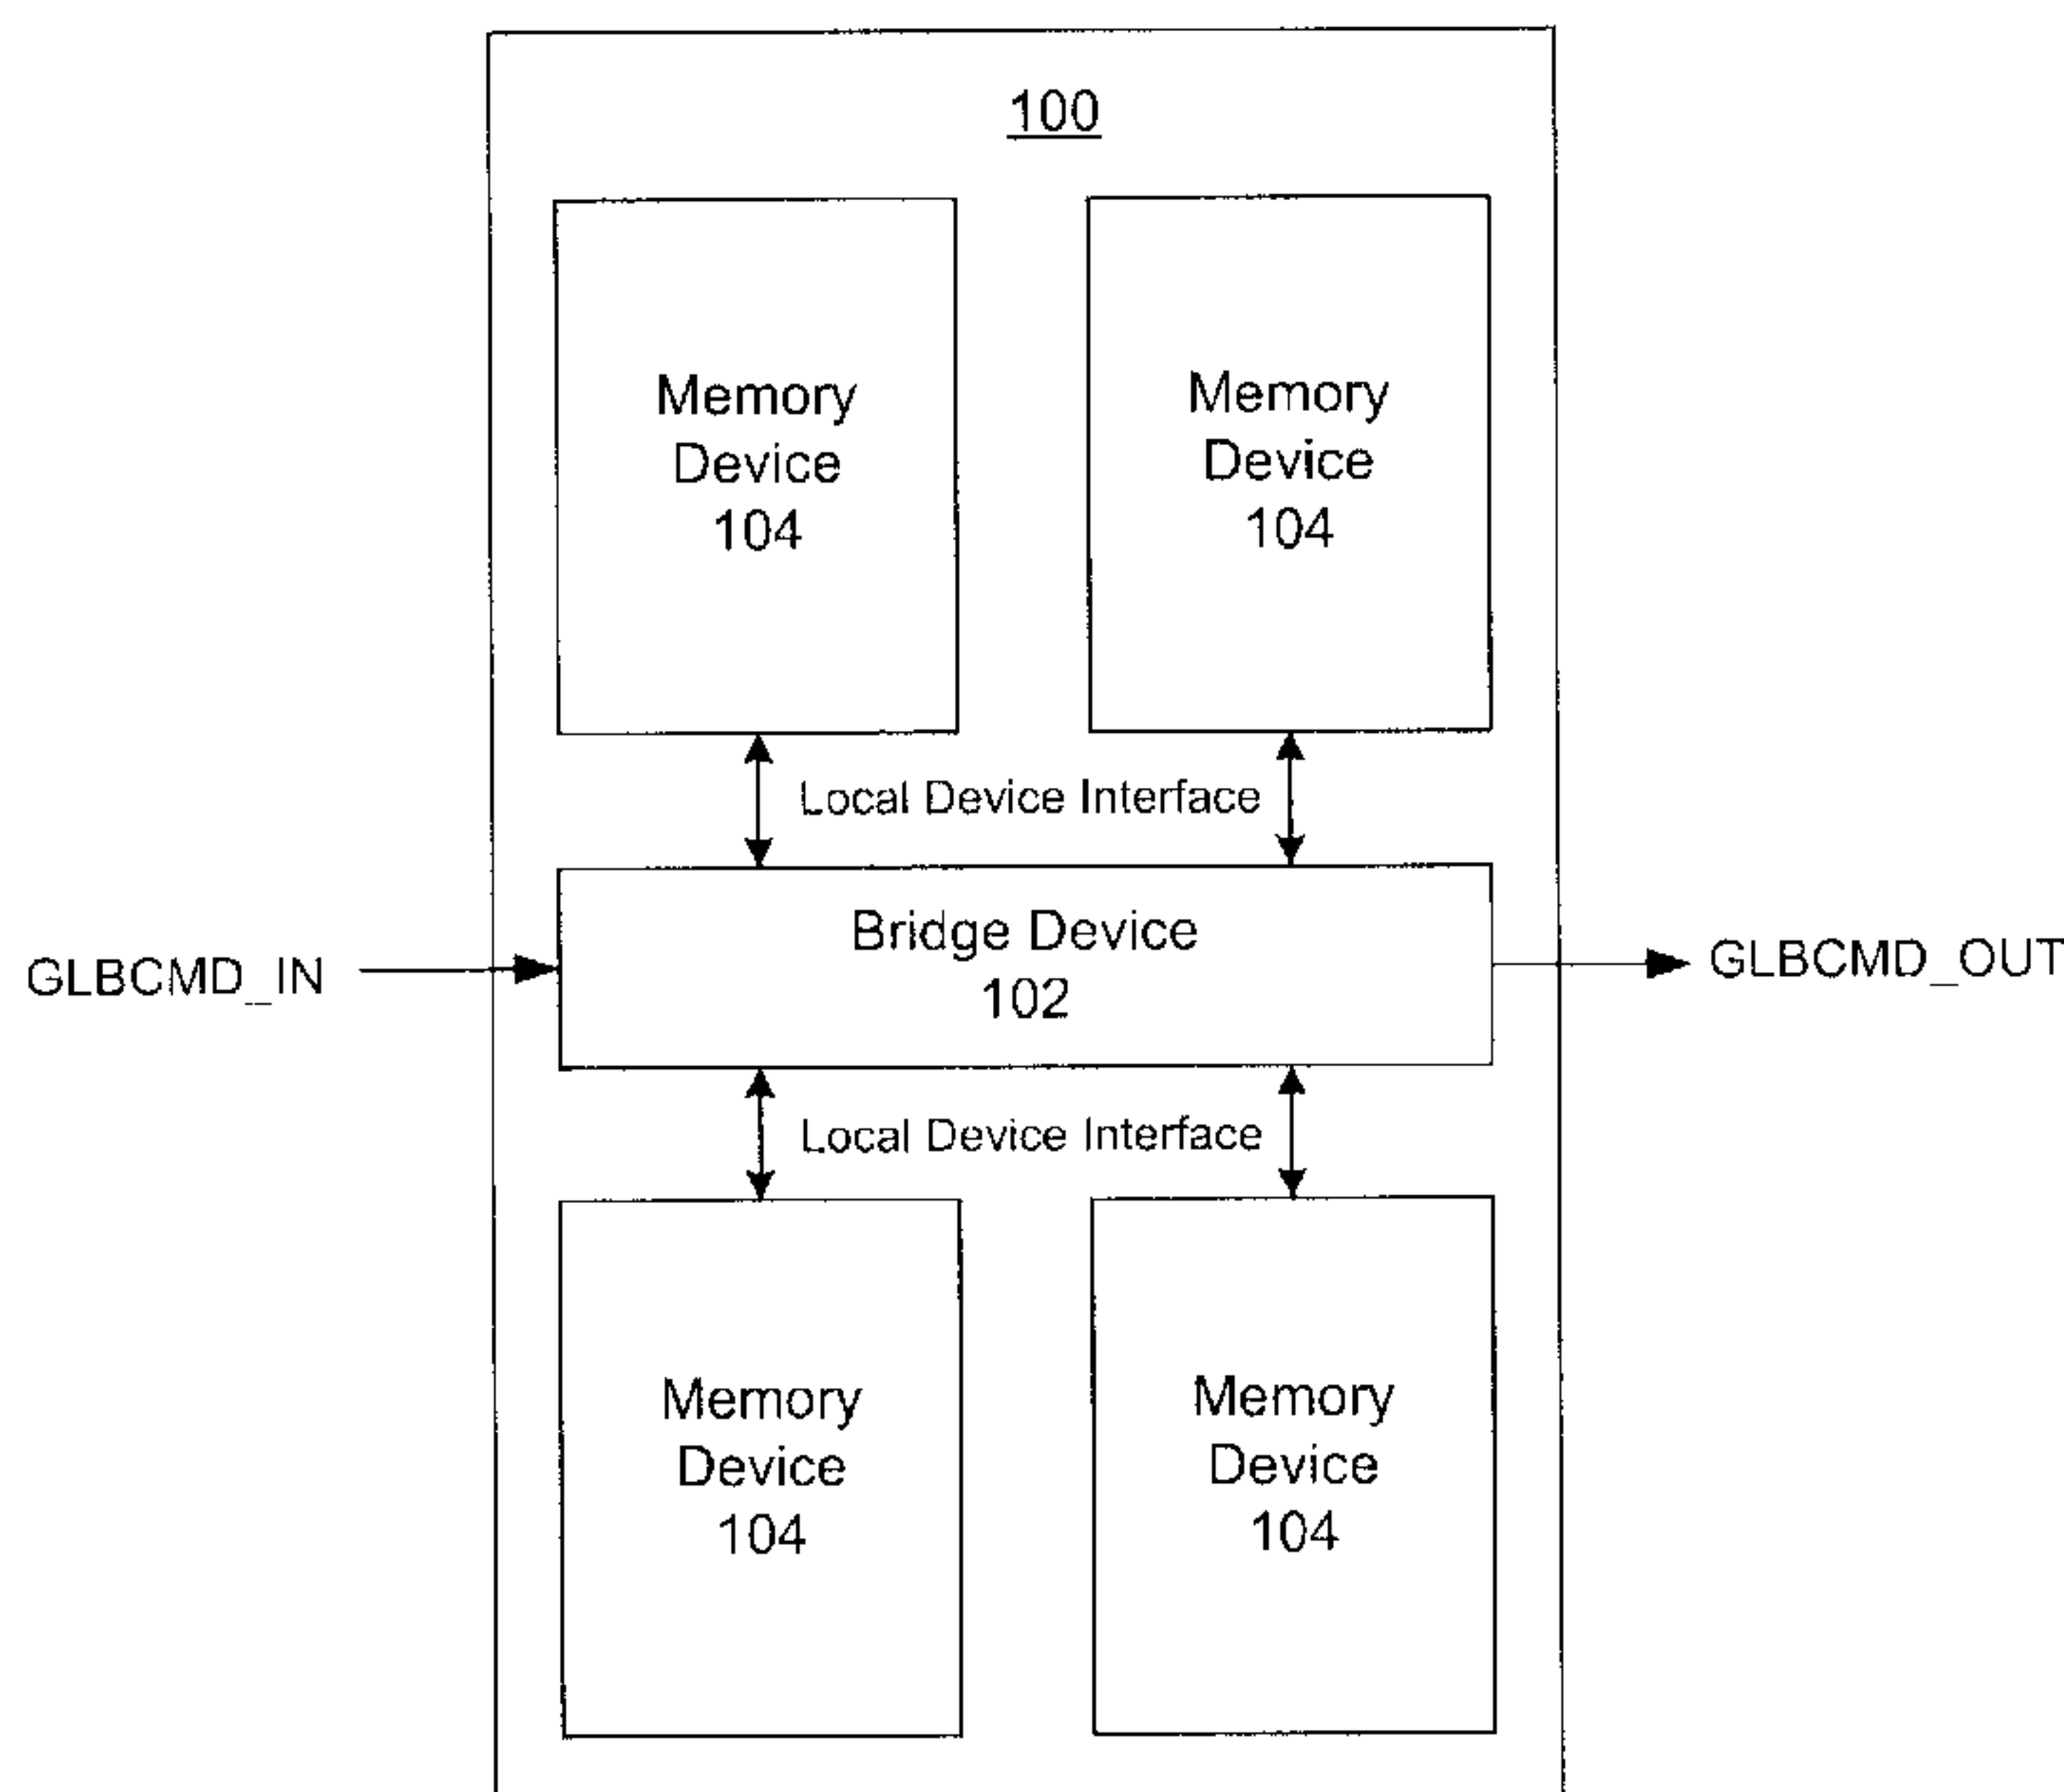 100
Memory
Device
104
Memory
Device
104
Local Device Interface
GLBCMD_IN
Bridge Device
102
GLBCMD_OUT
Local Device Interface
Memory
Device
104
Memory
Device
104